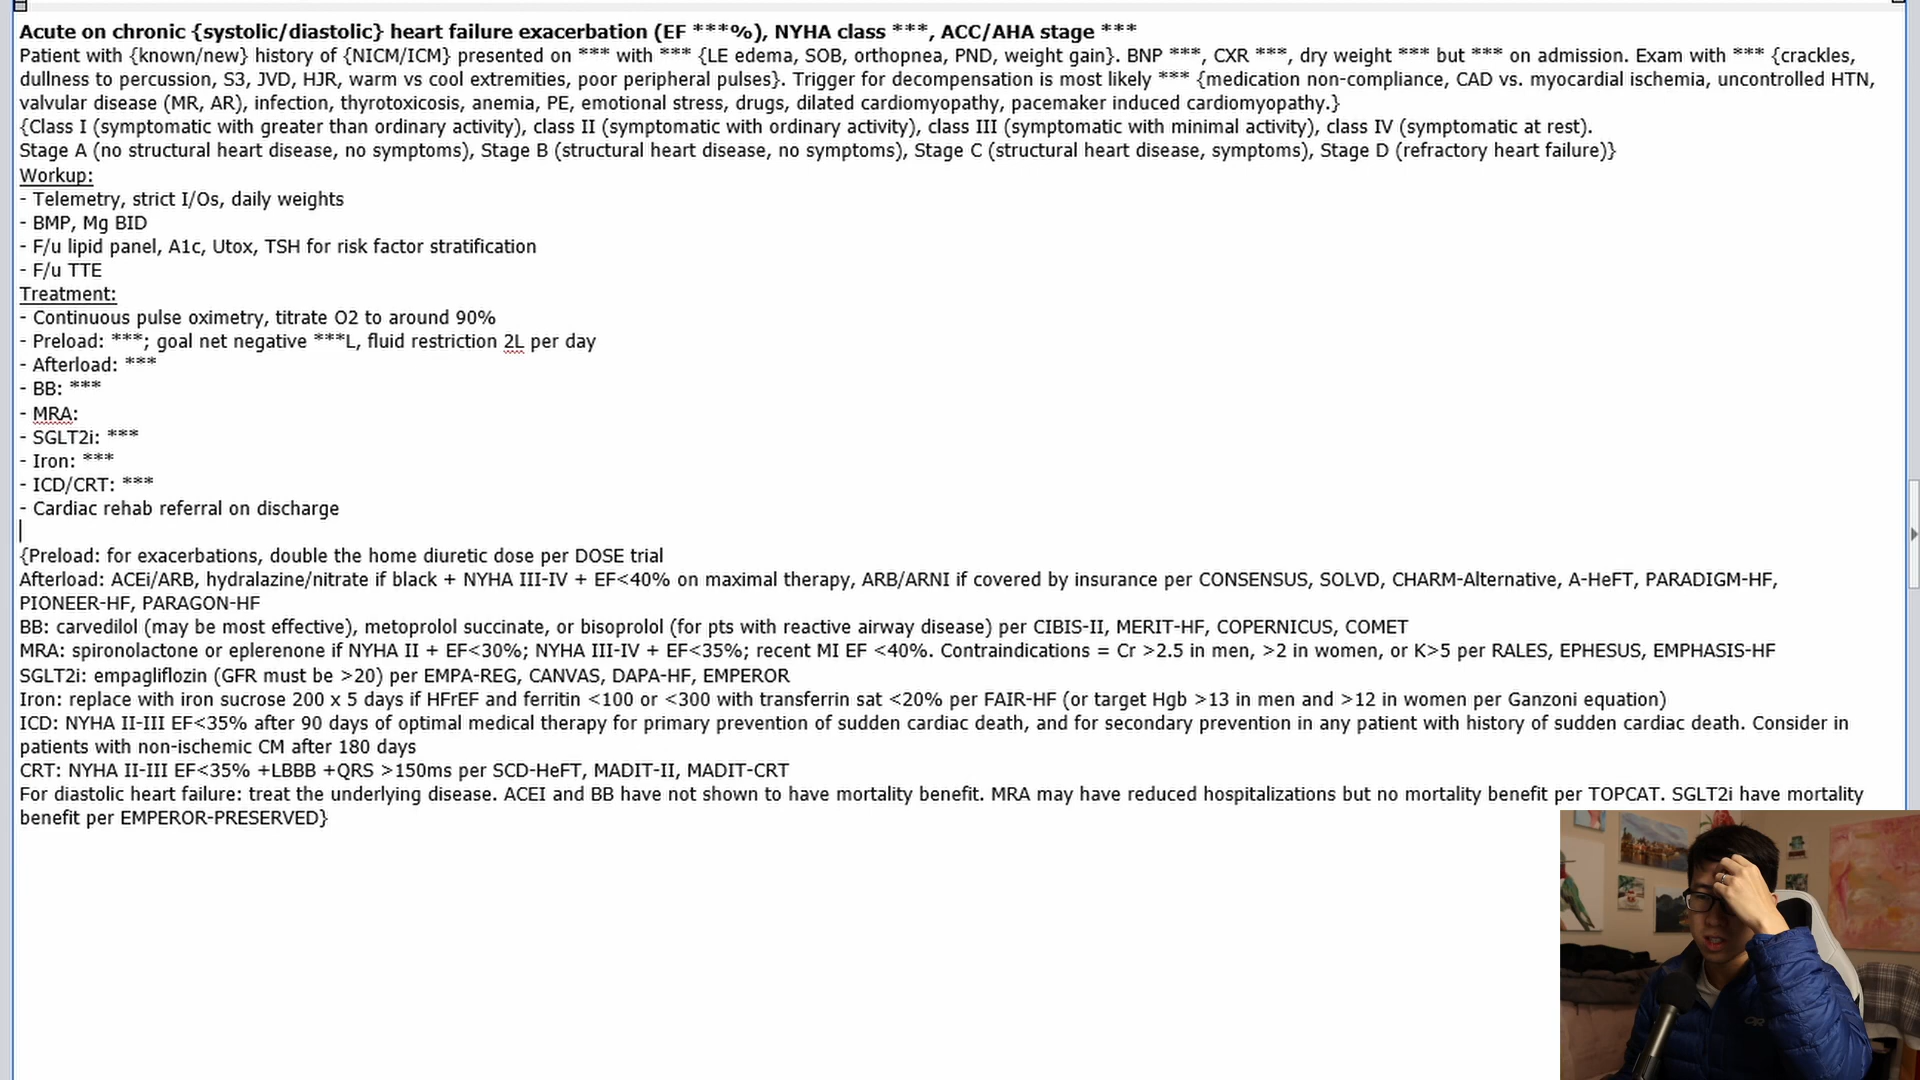 Acute on chronic {systolic/diastolic} heart failure exacerbation (EF ***%), NYHA class ***, ACC/AHA stage ***
Patient with {known/new} history of {NICM/ICM} presented on *** with *** {LE edema, SOB, orthopnea, PND, weight gain}. BNP ***, CXR ***, dry weight *** but *** on admission. Exam with *** {crackles,
dullness to percussion, S3, JVD, HJR, warm vs cool extremities, poor peripheral pulses}. Trigger for decompensation is most likely *** {medication non-compliance, CAD vs. myocardial ischemia, uncontrolled HTN,
valvular disease (MR, AR), infection, thyrotoxicosis, anemia, PE, emotional stress, drugs, dilated cardiomyopathy, pacemaker induced cardiomyopathy.}
{Class I (symptomatic with greater than ordinary activity), class II (symptomatic with ordinary activity), class III (symptomatic with minimal activity), class IV (symptomatic at rest).
Stage A (no structural heart disease, no symptoms), Stage B (structural heart disease, no symptoms), Stage C (structural heart disease, symptoms), Stage D (refractory heart failure)}
Workup:
- Telemetry, strict I/Os, daily weights
- BMP, Mg BID
- F/u lipid panel, A1c, Utox, TSH for risk factor stratification
- F/u TTE
Treatment:
- Continuous pulse oximetry, titrate O2 to around 90%
- Preload: ***; goal net negative ***L, fluid restriction 2L per day
- Afterload: ***
- BB: ***
- MRA:
- SGLT2i: ***
- Iron: ***
- ICD/CRT: ***
- Cardiac rehab referral on discharge
{Preload: for exacerbations, double the home diuretic dose per DOSE trial
Afterload: ACEi/ARB, hydralazine/nitrate if black + NYHA III-IV + EF<40% on maximal therapy, ARB/ARNI if covered by insurance per CONSENSUS, SOLVD, CHARM-Alternative, A-HeFT, PARADIGM-HF,
PIONEER-HF, PARAGON-HF
BB: carvedilol (may be most effective), metoprolol succinate, or bisoprolol (for pts with reactive airway disease) per CIBIS-II, MERIT-HF, COPERNICUS, COMET
MRA: spironolactone or eplerenone if NYHA II + EF<30%; NYHA III-IV + EF<35%; recent MI EF <40%. Contraindications = Cr >2.5 in men, >2 in women, or K>5 per RALES, EPHESUS, EMPHASIS-HF
SGLT2i: empagliflozin (GFR must be >20) per EMPA-REG, CANVAS, DAPA-HF, EMPEROR
Iron: replace with iron sucrose 200 x 5 days if HFrEF and ferritin <100 or <300 with transferrin sat <20% per FAIR-HF (or target Hgb >13 in men and >12 in women per Ganzoni equation)
ICD: NYHA II-III EF<35% after 90 days of optimal medical therapy for primary prevention of sudden cardiac death, and for secondary prevention in any patient with history of sudden cardiac death. Consider in
patients with non-ischemic CM after 180 days
CRT: NYHA II-III EF<35% +LBBB +QRS >150ms per SCD-HeFT, MADIT-II, MADIT-CRT
For diastolic heart failure: treat the underlying disease. ACEI and BB have not shown to have mortality benefit. MRA may have reduced hospitalizations but no mortality benefit per TOPCAT. SGLT2i have mortality
benefit per EMPEROR-PRESERVED}